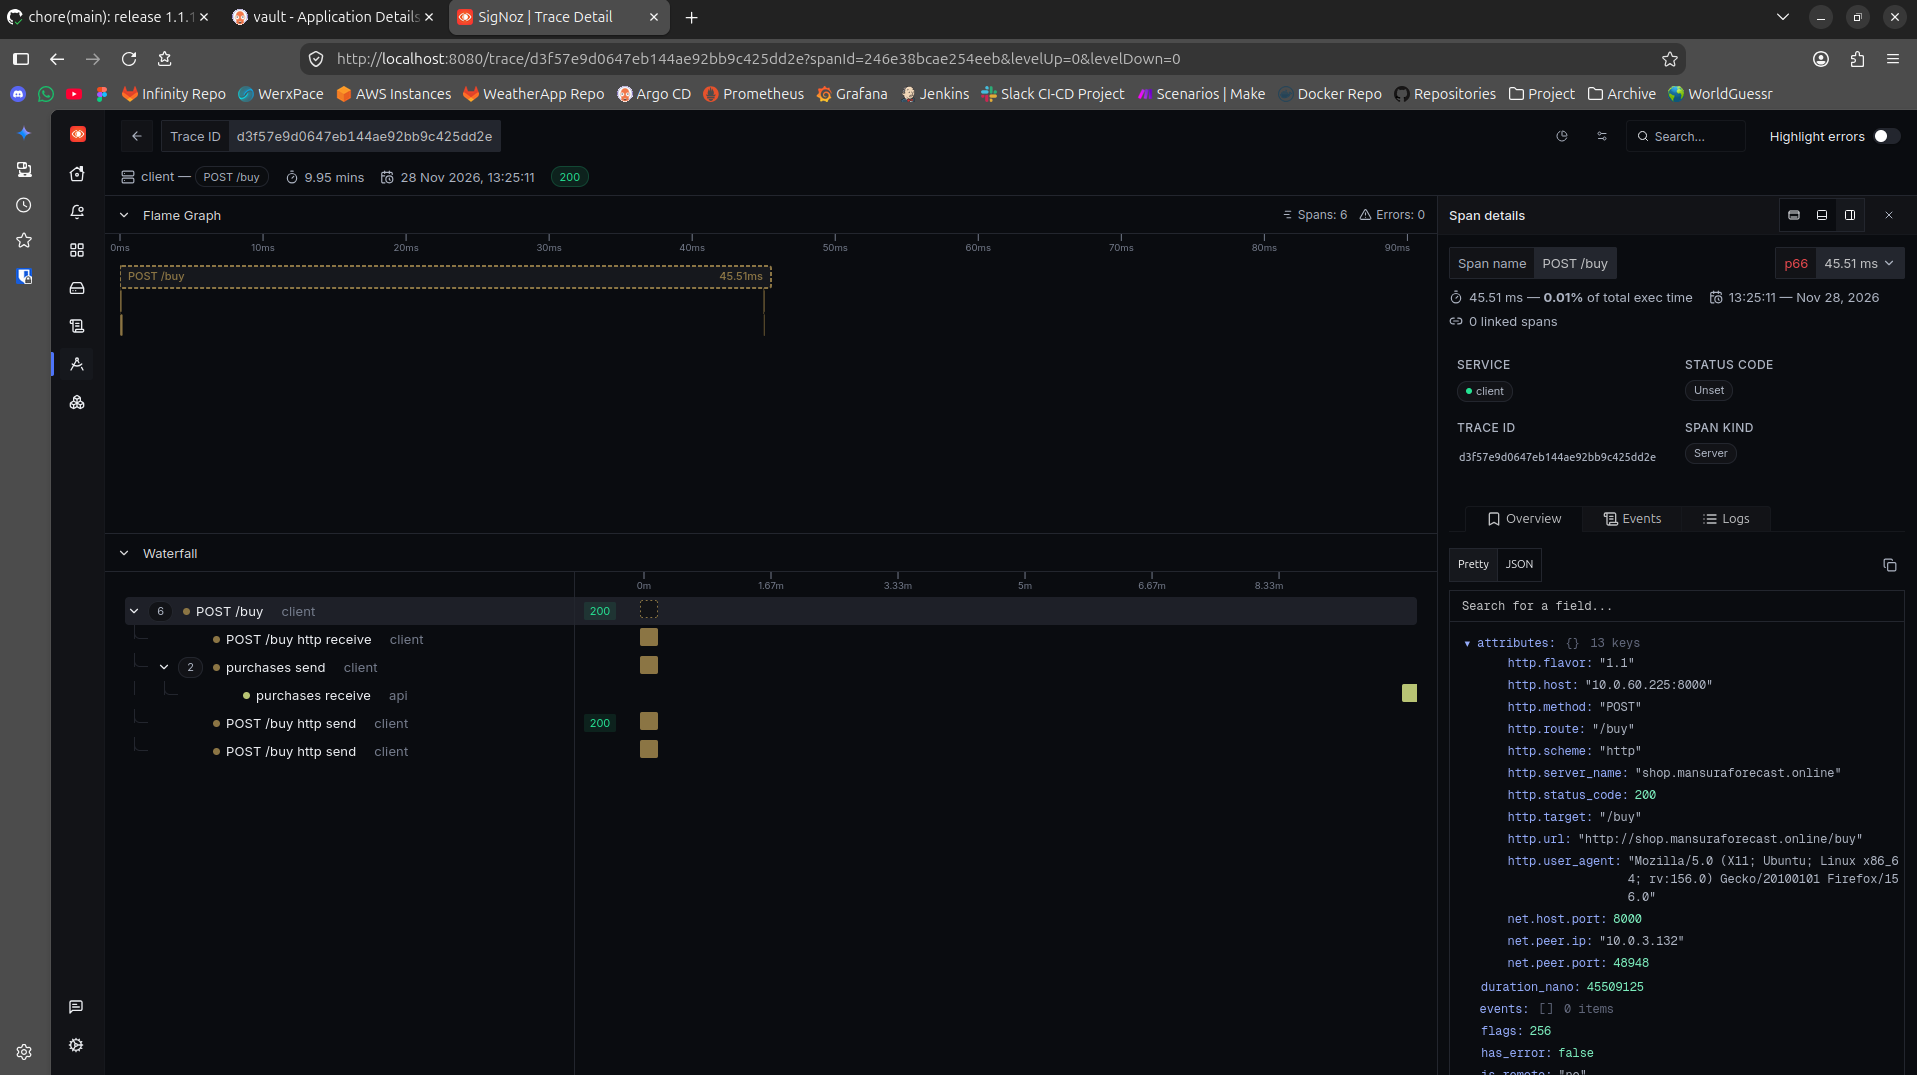 chore(main): release 1.1.1
vault - Application Details
SigNoz | Trace Detail
http://localhost:8080/trace/d3f57e9d0647eb144ae92bb9c425dd2e?spanId=246e38bcae254eeb&levelUp=0&levelDown=0
Infinity Repo
WerxPace
AWS Instances
WeatherApp Repo
Argo CD
Prometheus
Grafana
Jenkins
Slack CI-CD Project
Scenarios | Make
Docker Repo
Repositories
Project
Archive
WorldGuessr
Trace ID d3f57e9d0647eb144ae92bb9c425dd2e
Search...
Highlight errors
client — POST /buy 9.95 mins 28 Nov 2026, 13:25:11 200
Flame Graph
Spans: 6 Errors: 0
0ms 10ms 20ms 30ms 40ms 50ms 60ms 70ms 80ms 90ms
POST /buy 45.51ms
Waterfall
0m 1.67m 3.33m 5m 6.67m 8.33m
6 POST /buy client 200
POST /buy http receive client
2 purchases send client
purchases receive api
POST /buy http send client 200
POST /buy http send client
Span details
Span name POST /buy
p66 45.51 ms
45.51 ms — 0.01% of total exec time
13:25:11 — Nov 28, 2026
0 linked spans
SERVICE
client
STATUS CODE
Unset
TRACE ID
d3f57e9d0647eb144ae92bb9c425dd2e
SPAN KIND
Server
Overview Events Logs
Pretty JSON
Search for a field...
attributes: {} 13 keys
http.flavor: "1.1"
http.host: "10.0.60.225:8000"
http.method: "POST"
http.route: "/buy"
http.scheme: "http"
http.server_name: "shop.mansuraforecast.online"
http.status_code: 200
http.target: "/buy"
http.url: "http://shop.mansuraforecast.online/buy"
http.user_agent: "Mozilla/5.0 (X11; Ubuntu; Linux x86_6
4; rv:156.0) Gecko/20100101 Firefox/15
6.0"
net.host.port: 8000
net.peer.ip: "10.0.3.132"
net.peer.port: 48948
duration_nano: 45509125
events: [] 0 items
flags: 256
has_error: false
is_remote: "no"